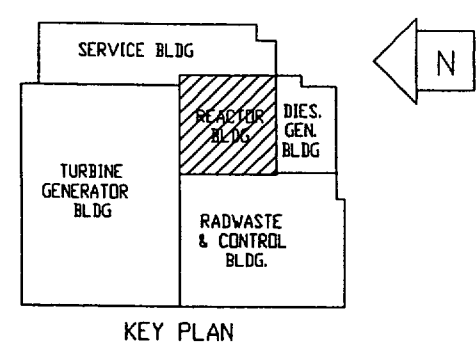 SERVICE BLDG
N
REACTOR
BLDG
DIES.
GEN.
BLDG
TURBINE
GENERATOR
BLDG
RADWASTE
& CONTROL
BLDG.
KEY PLAN